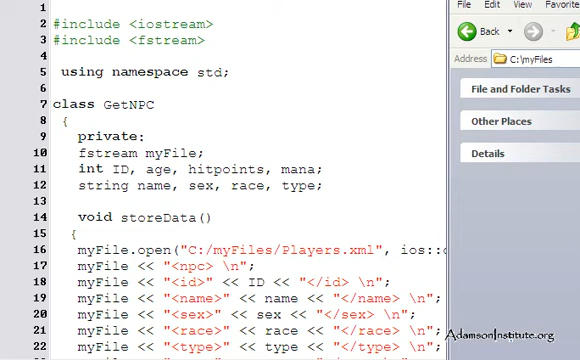 1
2 #include <iostream>
3 #include <fstream>
4
5 using namespace std;
6
7 class GetNPC
8 {
9 private:
10 fstream myFile;
11 int ID, age, hitpoints, mana;
12 string name, sex, race, type;
13
14 void storeData()
15 {
16 myFile.open("C:/myFiles/Players.xml", ios::
17 myFile << "<npc> \n";
18 myFile << "<id>" << ID << "</id> \n";
19 myFile << "<name>" << name << "</name> \n";
20 myFile << "<sex>" << sex << "</sex> \n";
21 myFile << "<race>" << race << "</race> \n";
22 myFile << "<type>" << type << "</type> \n";
File Edit View Favorite
Back
Address C:\myFiles
File and Folder Tasks
Other Places
Details
AdamsonInstitute.org